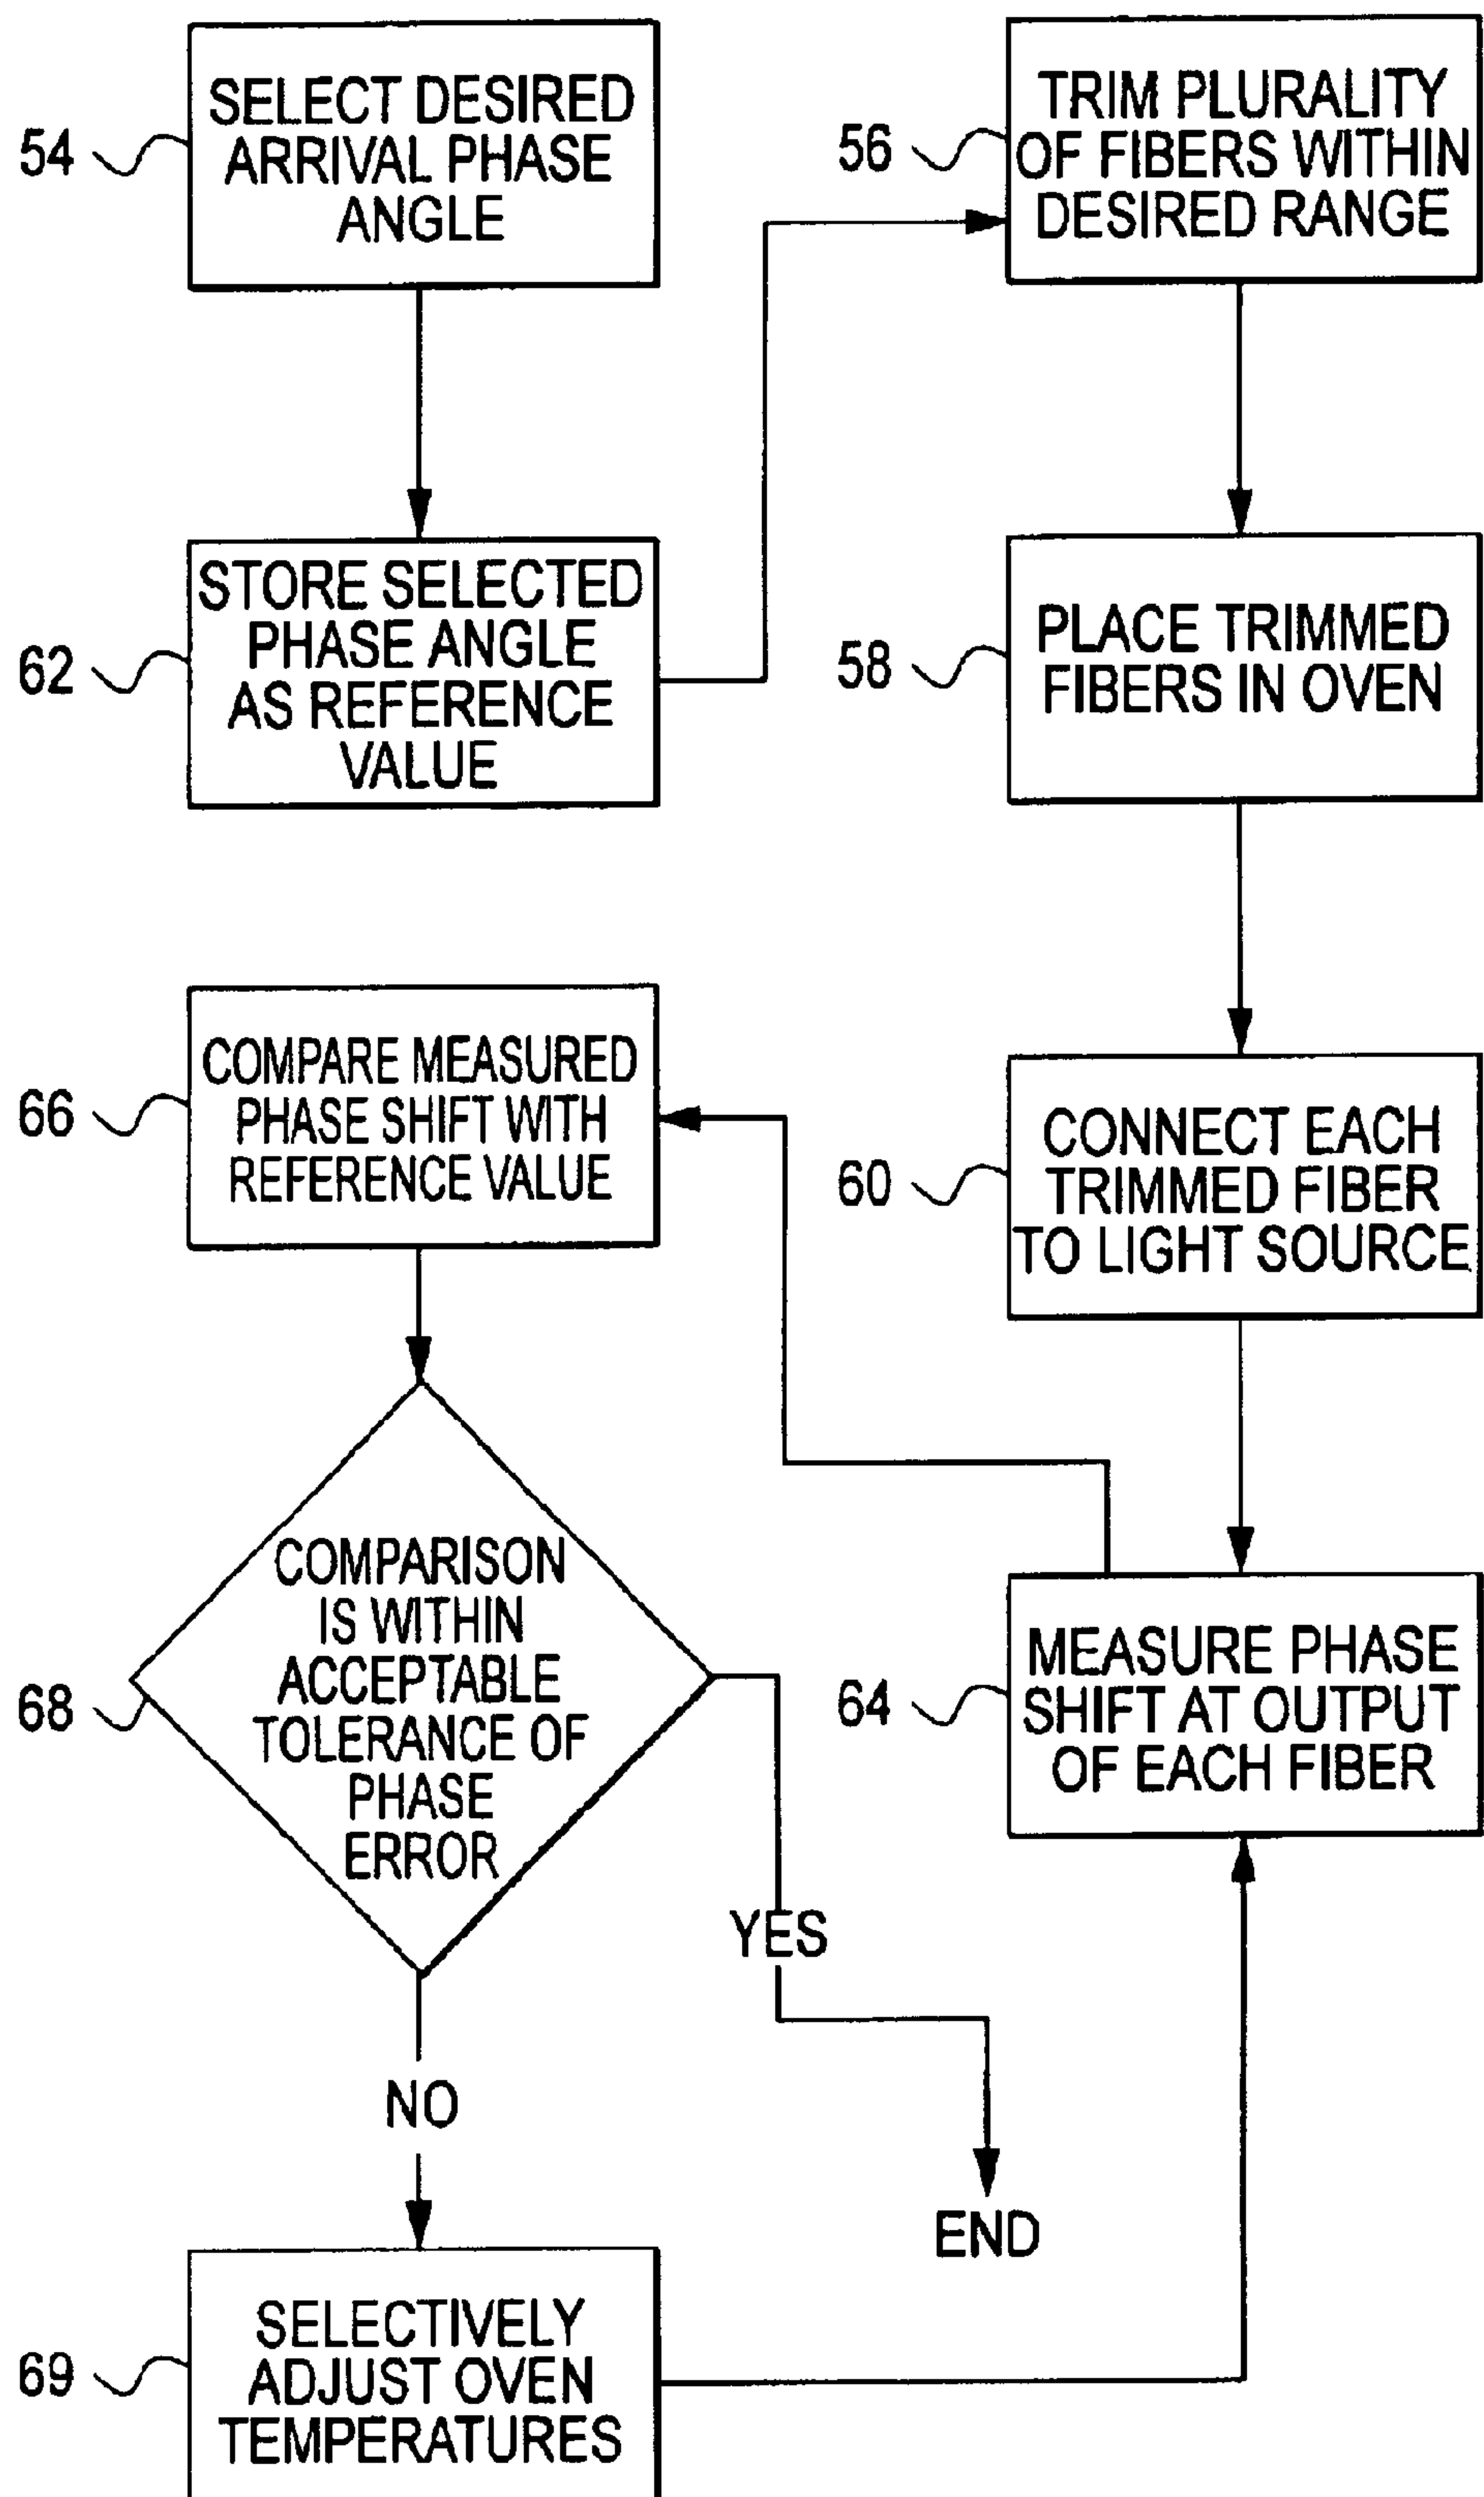 54
SELECT DESIRED
ARRIVAL PHASE
ANGLE
62
STORE SELECTED
PHASE ANGLE
AS REFERENCE
VALUE
56
TRIM PLURALITY
OF FIBERS WITHIN
DESIRED RANGE
58
PLACE TRIMMED
FIBERS IN OVEN
60
CONNECT EACH
TRIMMED FIBER
TO LIGHT SOURCE
64
MEASURE PHASE
SHIFT AT OUTPUT
OF EACH FIBER
66
COMPARE MEASURED
PHASE SHIFT WITH
REFERENCE VALUE
68
COMPARISON
IS WITHIN
ACCEPTABLE
TOLERANCE OF
PHASE
ERROR
YES
END
NO
69
SELECTIVELY
ADJUST OVEN
TEMPERATURES